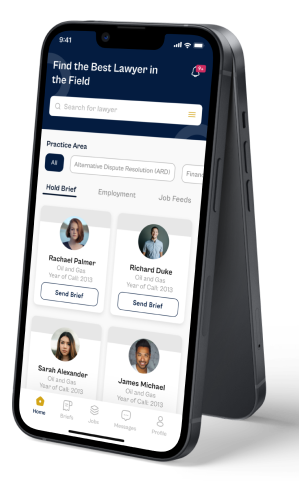 9:41
Find the Best Lawyer in
the Field
9+
Search for lawyer
Practice Area
All
Alternative Dispute Resolution (ARD)
Financ
Hold Brief
Employment
Job Feeds
Rachael Palmer
Oil and Gas
Year of Call: 2013
Send Brief
Richard Duke
Oil and Gas
Year of Call: 2013
Send Brief
Sarah Alexander
Oil and Gas
Year of Call: 2013
James Michael
Oil and Gas
Year of Call: 2013
Home
Briefs
Jobs
Messages
Profile